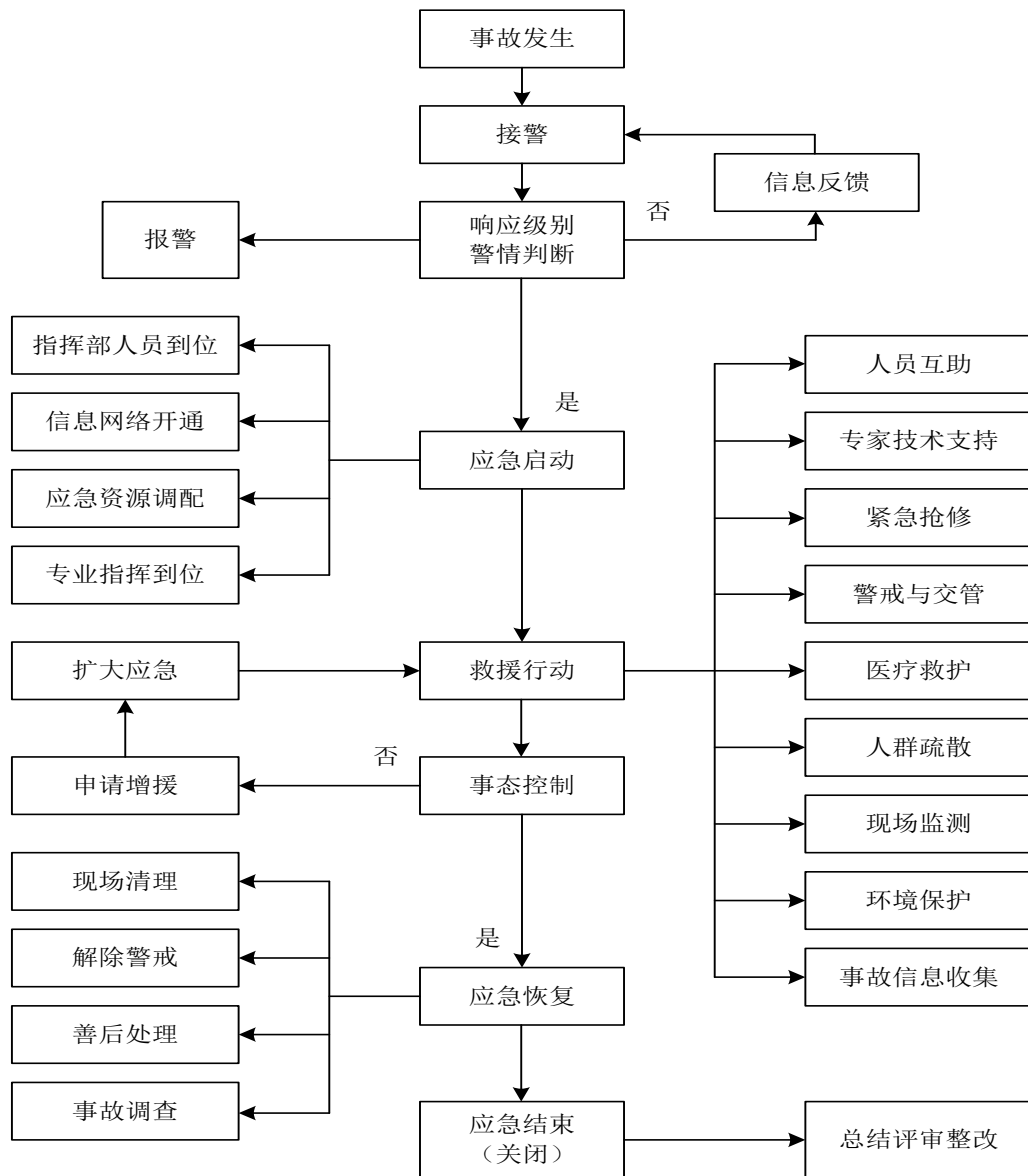 事故发生
接警
信息反馈
否
响应级别
警情判断
报警
指挥部人员到位
人员互助
是
信息网络开通
专家技术支持
应急启动
应急资源调配
紧急抢修
专业指挥到位
警戒与交管
扩大应急
救援行动
医疗救护
人群疏散
否
申请增援
事态控制
现场监测
现场清理
环境保护
是
解除警戒
应急恢复
事故信息收集
善后处理
事故调查
应急结束
（关闭）
总结评审整改